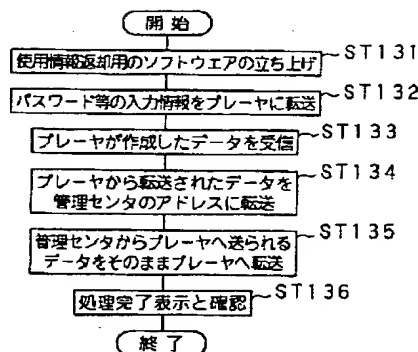 開始
使用情報返却用のソフトウエアの立ち上げ
ST131
パスワード等の入力情報をプレーヤに転送
ST132
プレーヤが作成したデータを受信
ST133
プレーヤから転送されたデータを
管理センタのアドレスに転送
ST134
管理センタからプレーヤへ送られる
データをそのままプレーヤへ転送
ST135
処理完了表示と確認
ST136
終了